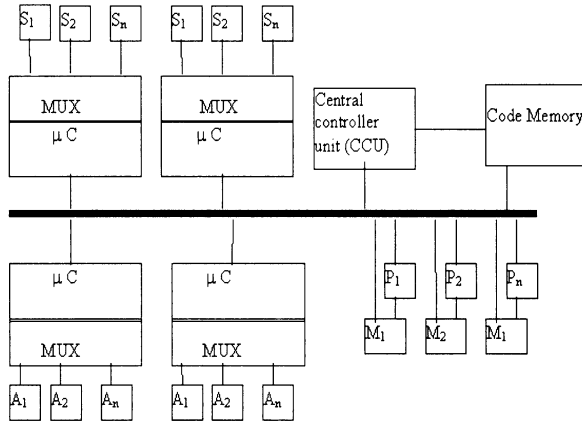 S1 S2 Sn S1 S2 Sn
MUX
μ C
MUX
μ C
Central
controller
unit (CCU)
Code Memory
μ C
MUX
μ C
MUX
P1 P2 Pn
M1 M2 M1
A1 A2 An A1 A2 An